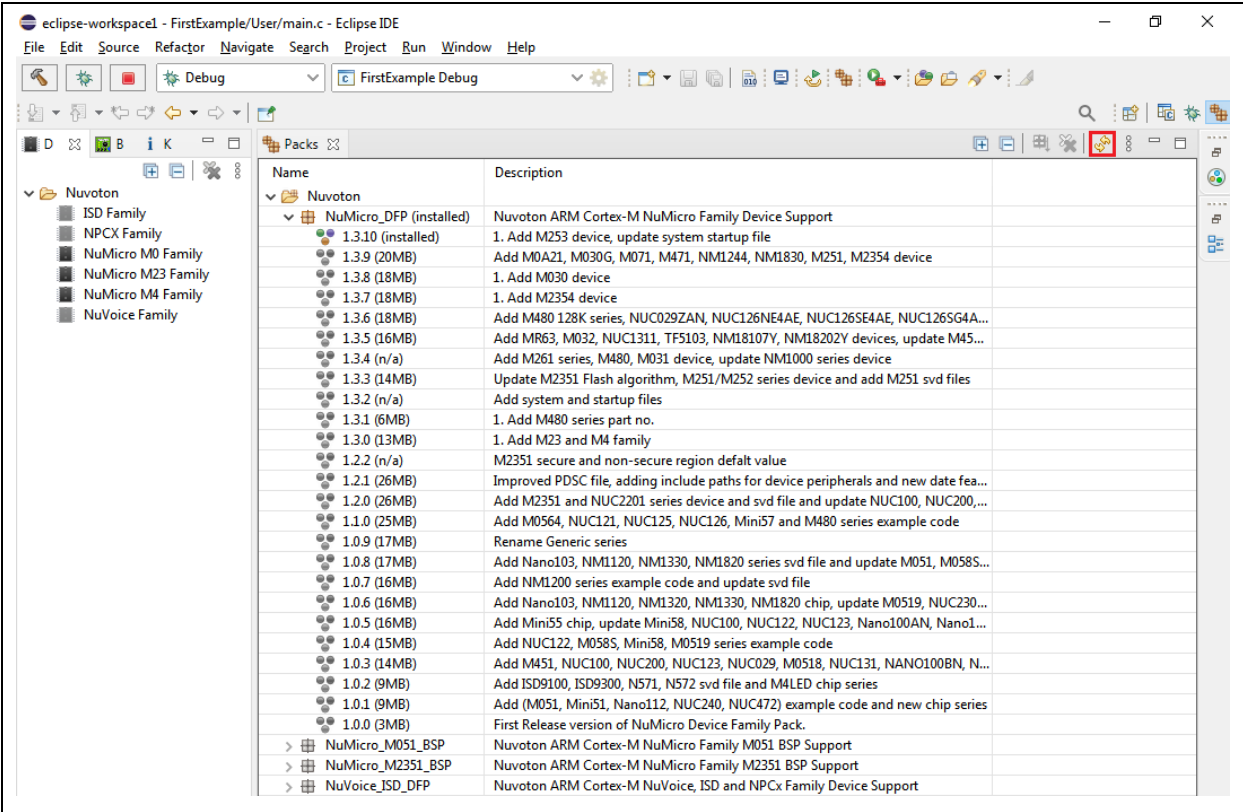 eclipse-workspace1 - FirstExample/User/main.c - Eclipse IDE
File Edit Source Refactor Navigate Search Project Run Window Help
Debug FirstExample Debug 010
D B K Packs
Name Description
Nuvoton
ISD Family
NPCX Family
NuMicro M0 Family
NuMicro M23 Family
NuMicro M4 Family
NuVoice Family
Nuvoton
NuMicro_DFP (installed) Nuvoton ARM Cortex-M NuMicro Family Device Support
1.3.10 (installed) 1. Add M253 device, update system startup file
1.3.9 (20MB) Add M0A21, M030G, M071, M471, NM1244, NM1830, M251, M2354 device
1.3.8 (18MB) 1. Add M030 device
1.3.7 (18MB) 1. Add M2354 device
1.3.6 (18MB) Add M480 128K series, NUC029ZAN, NUC126NE4AE, NUC126SE4AE, NUC126SG4A...
1.3.5 (16MB) Add MR63, M032, NUC1311, TF5103, NM18107Y, NM18202Y devices, update M45...
1.3.4 (n/a) Add M261 series, M480, M031 device, update NM1000 series device
1.3.3 (14MB) Update M2351 Flash algorithm, M251/M252 series device and add M251 svd files
1.3.2 (n/a) Add system and startup files
1.3.1 (6MB) 1. Add M480 series part no.
1.3.0 (13MB) 1. Add M23 and M4 family
1.2.2 (n/a) M2351 secure and non-secure region defalt value
1.2.1 (26MB) Improved PDSC file, adding include paths for device peripherals and new date fea...
1.2.0 (26MB) Add M2351 and NUC2201 series device and svd file and update NUC100, NUC200,...
1.1.0 (25MB) Add M0564, NUC121, NUC125, NUC126, Mini57 and M480 series example code
1.0.9 (17MB) Rename Generic series
1.0.8 (17MB) Add Nano103, NM1120, NM1330, NM1820 series svd file and update M051, M058S...
1.0.7 (16MB) Add NM1200 series example code and update svd file
1.0.6 (16MB) Add Nano103, NM1120, NM1320, NM1330, NM1820 chip, update M0519, NUC230...
1.0.5 (16MB) Add Mini55 chip, update Mini58, NUC100, NUC122, NUC123, Nano100AN, Nano1...
1.0.4 (15MB) Add NUC122, M058S, Mini58, M0519 series example code
1.0.3 (14MB) Add M451, NUC100, NUC200, NUC123, NUC029, M0518, NUC131, NANO100BN, N...
1.0.2 (9MB) Add ISD9100, ISD9300, N571, N572 svd file and M4LED chip series
1.0.1 (9MB) Add (M051, Mini51, Nano112, NUC240, NUC472) example code and new chip series
1.0.0 (3MB) First Release version of NuMicro Device Family Pack.
NuMicro_M051_BSP Nuvoton ARM Cortex-M NuMicro Family M051 BSP Support
NuMicro_M2351_BSP Nuvoton ARM Cortex-M NuMicro Family M2351 BSP Support
NuVoice_ISD_DFP Nuvoton ARM Cortex-M NuVoice, ISD and NPCx Family Device Support